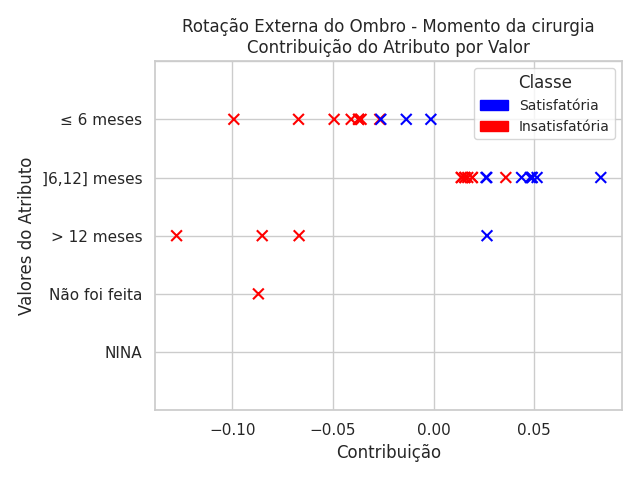 Rotação Externa do Ombro - Momento da cirurgia
Contribuição do Atributo por Valor
Classe
Satisfatória
Insatisfatória
Valores do Atributo
≤ 6 meses
]6,12] meses
> 12 meses
Não foi feita
NINA
−0.10 −0.05 0.00 0.05
Contribuição